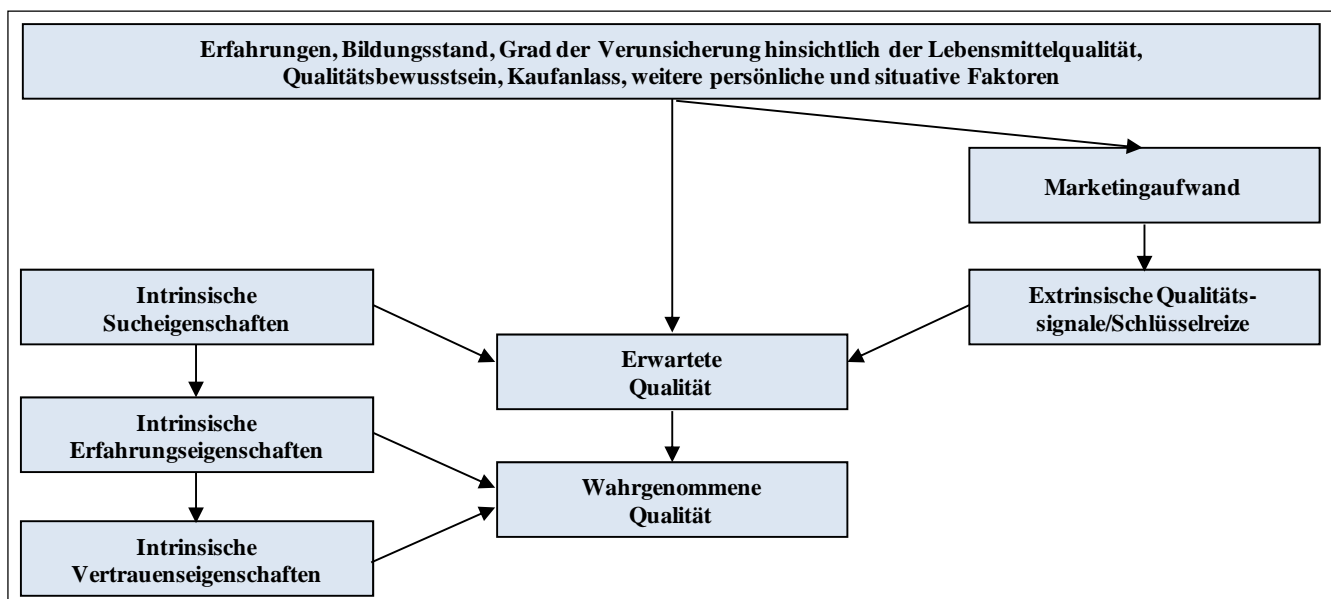 Erfahrungen, Bildungsstand, Grad der Verunsicherung hinsichtlich der Lebensmittelqualität,
Qualitätsbewusstsein, Kaufanlass, weitere persönliche und situative Faktoren
Marketingaufwand
Intrinsische
Sucheigenschaften
Extrinsische Qualitäts-
signale/Schlüsselreize
Erwartete
Qualität
Intrinsische
Erfahrungseigenschaften
Wahrgenommene
Qualität
Intrinsische
Vertrauenseigenschaften